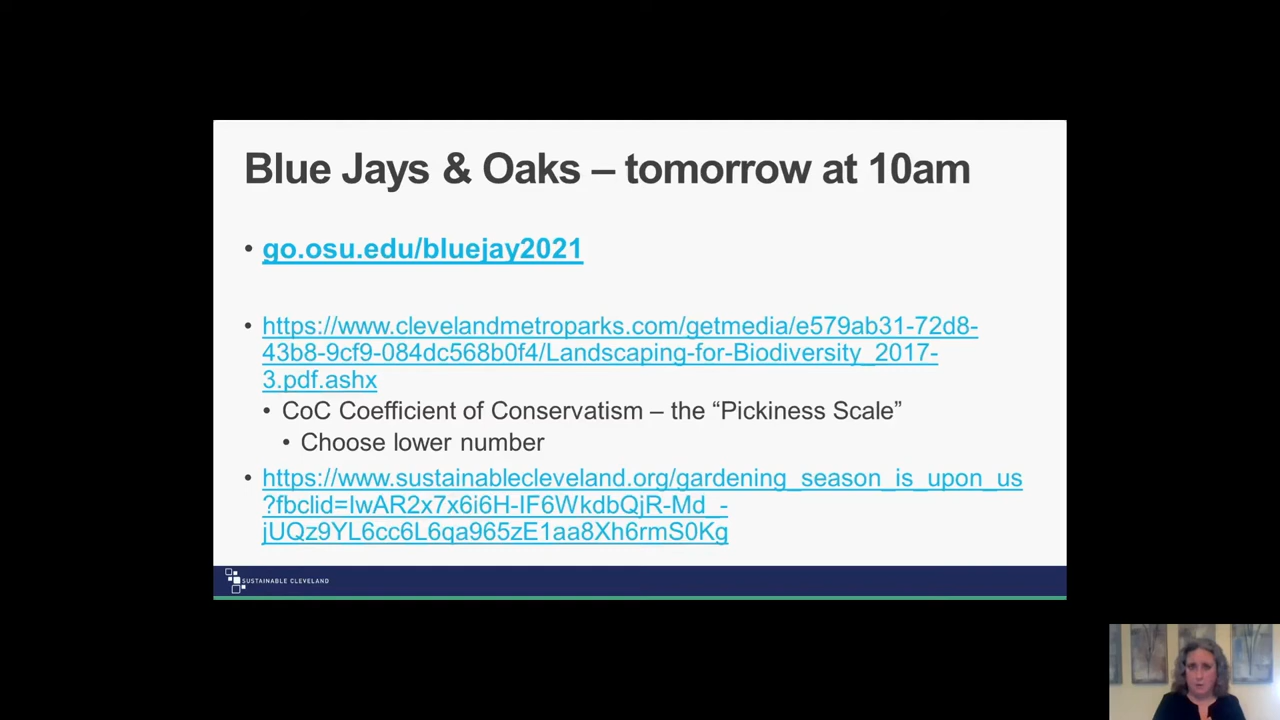 Blue Jays & Oaks – tomorrow at 10am
• go.osu.edu/bluejay2021
• https://www.clevelandmetroparks.com/getmedia/e579ab31-72d8-
43b8-9cf9-084dc568b0f4/Landscaping-for-Biodiversity_2017-
3.pdf.ashx
• CoC Coefficient of Conservatism – the “Pickiness Scale”
• Choose lower number
• https://www.sustainablecleveland.org/gardening_season_is_upon_us
?fbclid=IwAR2x7x6i6H-IF6WkdbQjR-Md_-
jUQz9YL6cc6L6qa965zE1aa8Xh6rmS0Kg
SUSTAINABLE CLEVELAND